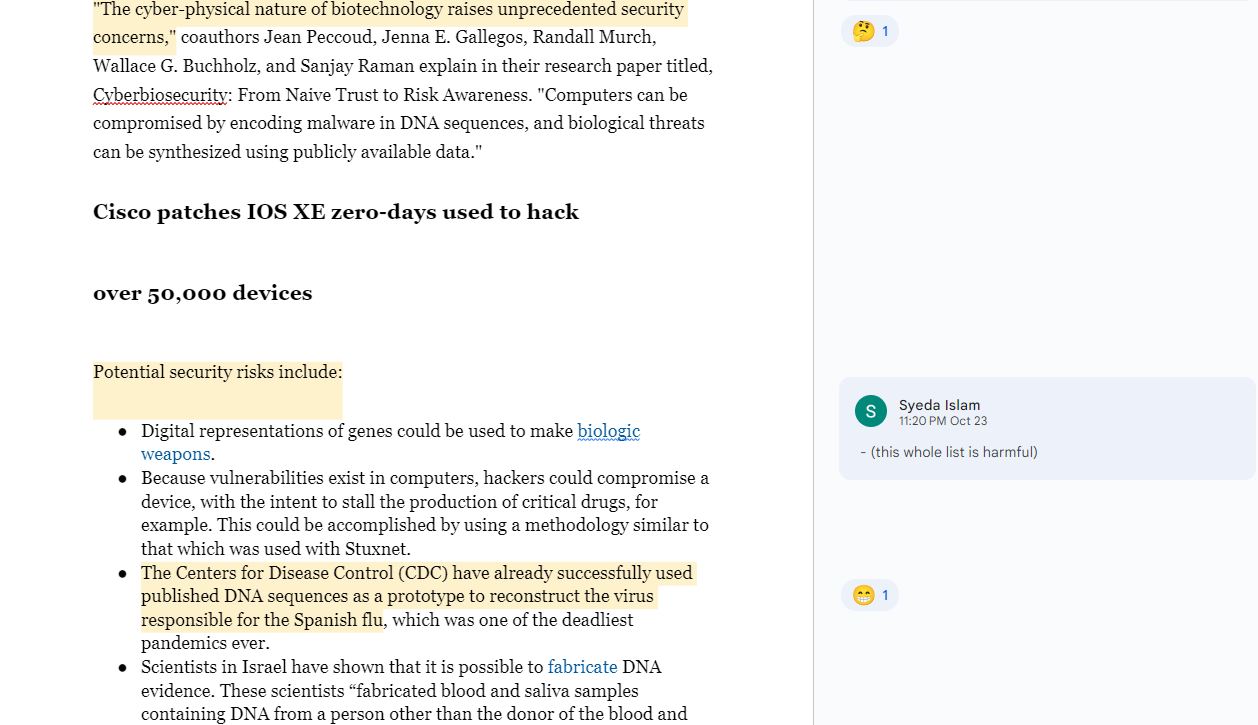 "The cyber-physical nature of biotechnology raises unprecedented security
concerns," coauthors Jean Peccoud, Jenna E. Gallegos, Randall Murch,
Wallace G. Buchholz, and Sanjay Raman explain in their research paper titled,
Cyberbiosecurity: From Naive Trust to Risk Awareness. "Computers can be
compromised by encoding malware in DNA sequences, and biological threats
can be synthesized using publicly available data."
Cisco patches IOS XE zero-days used to hack
over 50,000 devices
Potential security risks include:
● Digital representations of genes could be used to make biologic
weapons.
● Because vulnerabilities exist in computers, hackers could compromise a
device, with the intent to stall the production of critical drugs, for
example. This could be accomplished by using a methodology similar to
that which was used with Stuxnet.
● The Centers for Disease Control (CDC) have already successfully used
published DNA sequences as a prototype to reconstruct the virus
responsible for the Spanish flu, which was one of the deadliest
pandemics ever.
● Scientists in Israel have shown that it is possible to fabricate DNA
evidence. These scientists “fabricated blood and saliva samples
containing DNA from a person other than the donor of the blood and
🤔 1
S
Syeda Islam
11:20 PM Oct 23
- (this whole list is harmful)
😁 1